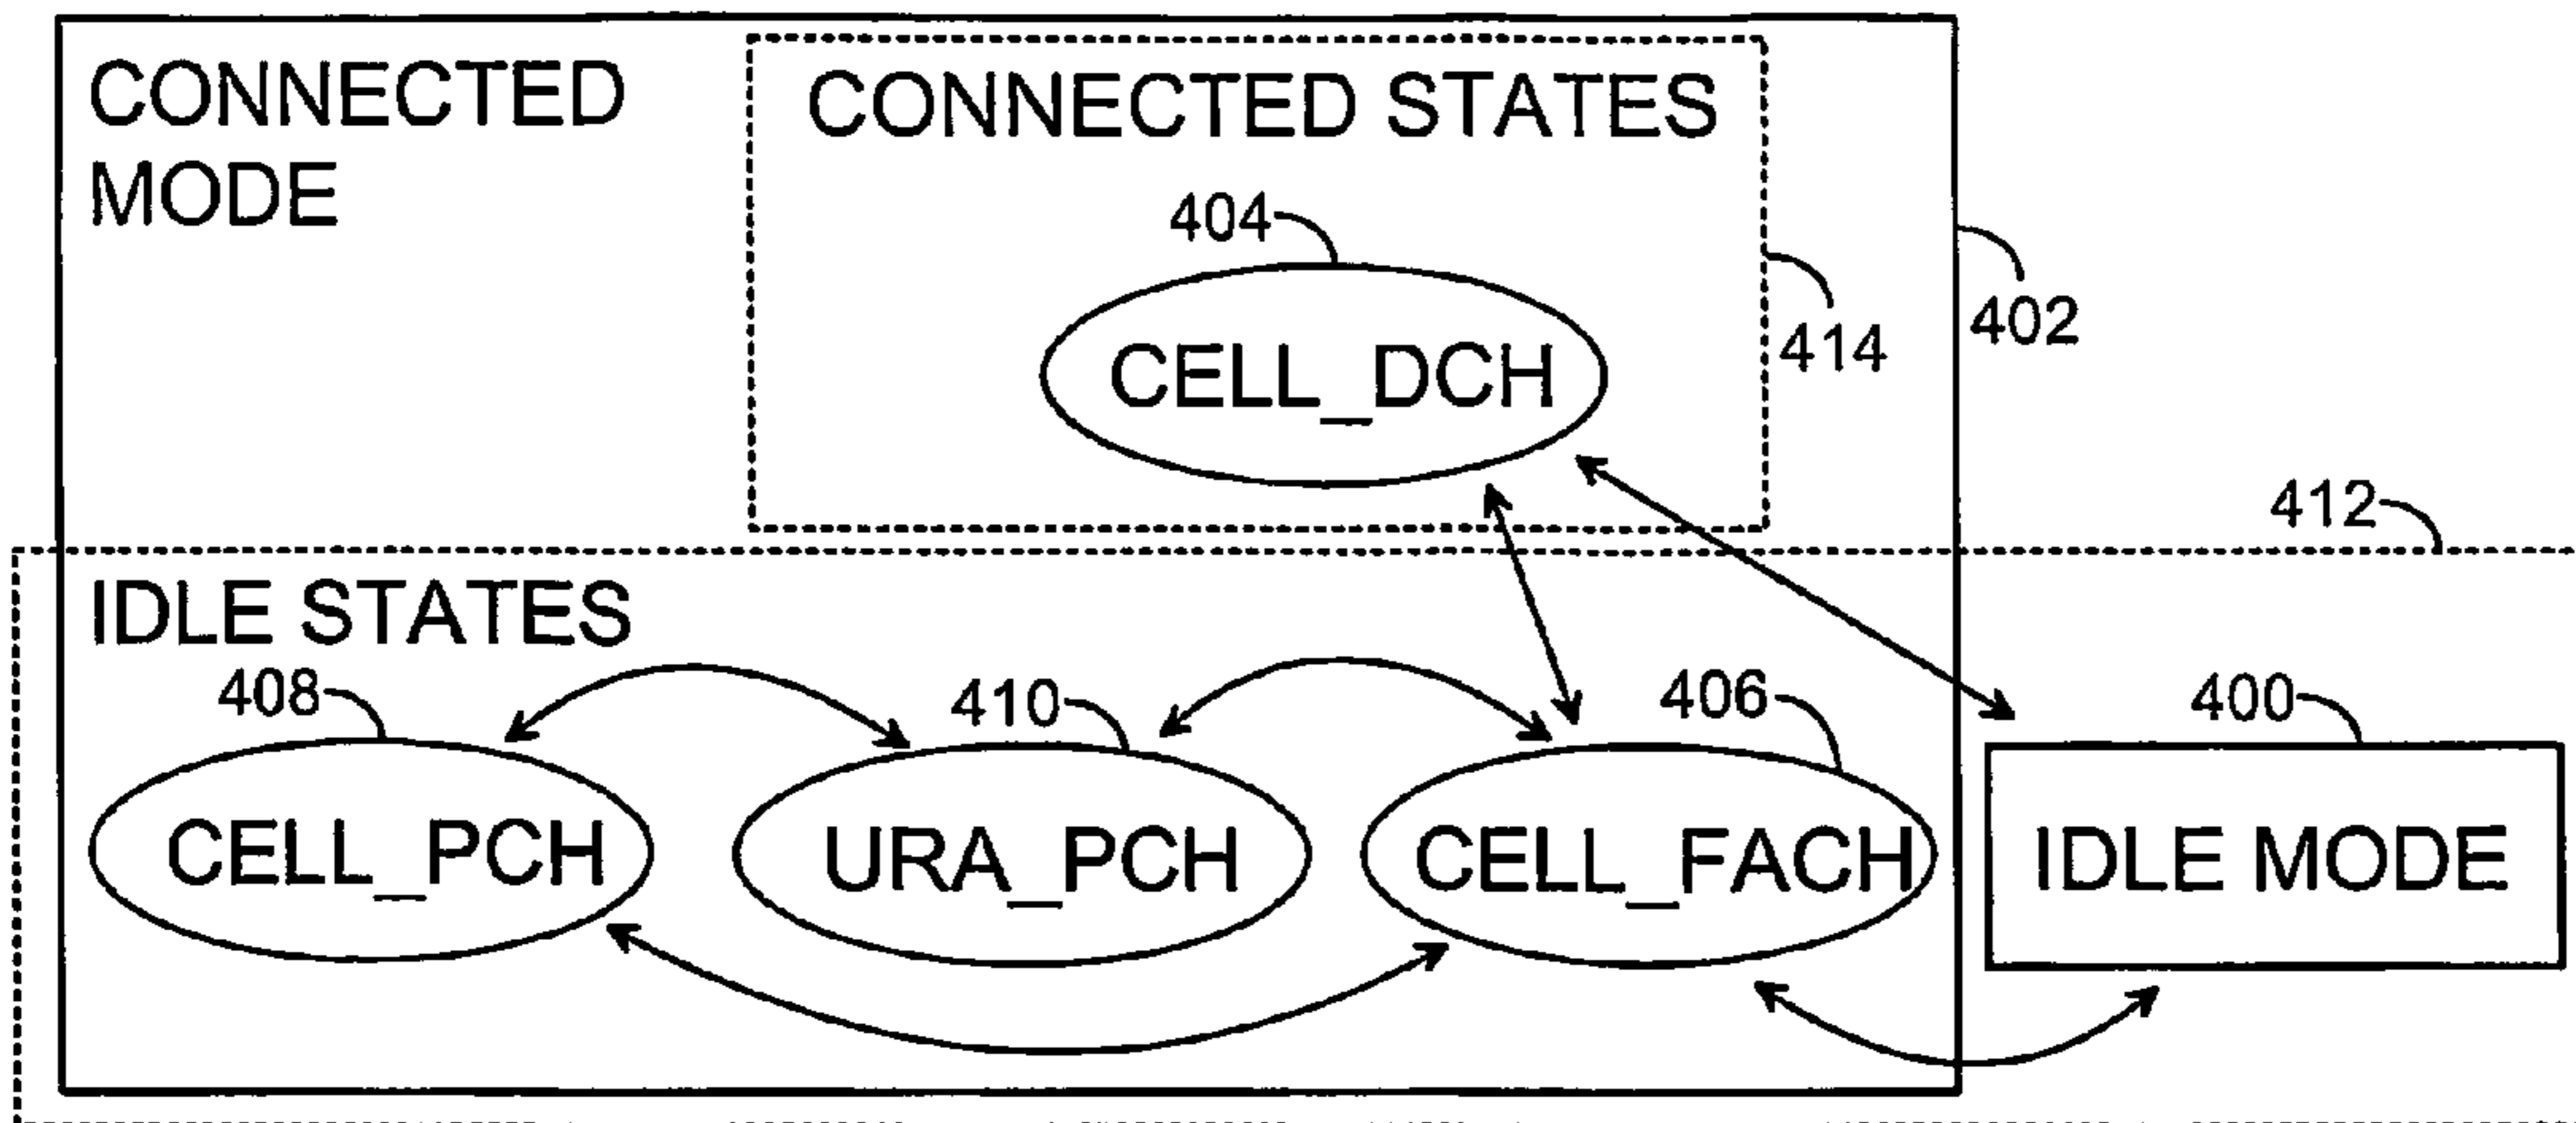 CONNECTED
MODE
CONNECTED STATES
404
CELL_DCH
414
402
412
IDLE STATES
408
410
406
400
CELL_PCH
URA_PCH
CELL_FACH
IDLE MODE